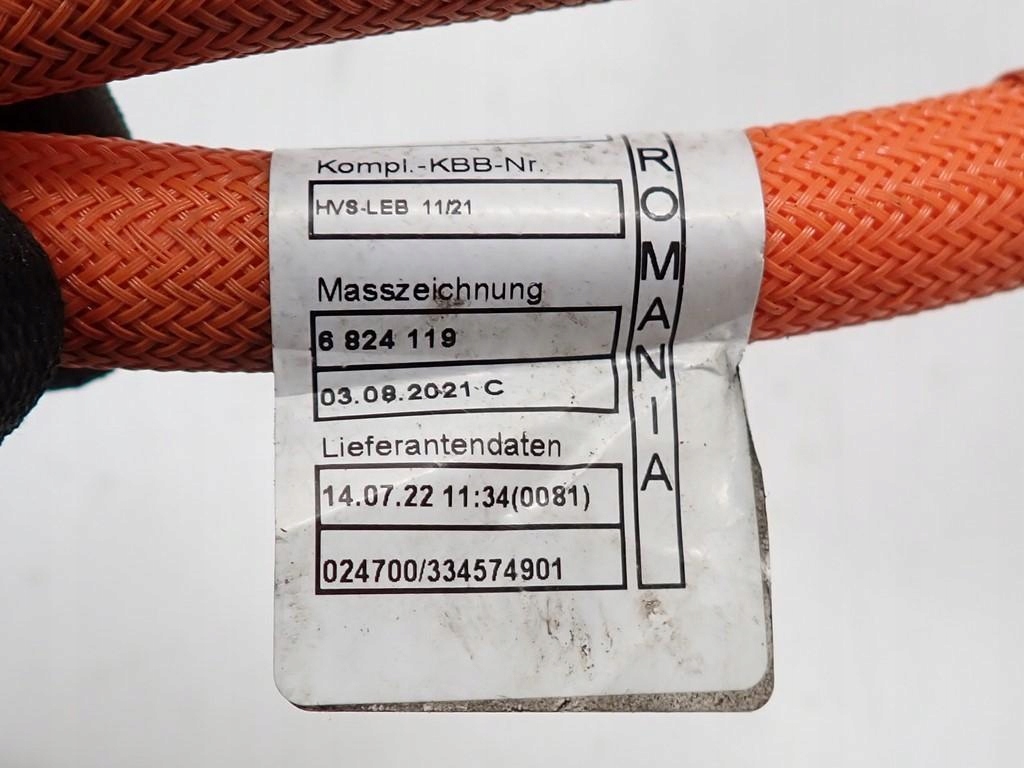 Kompl.-KBB-Nr.
HVS-LEB 11/21
Masszeichnung
6 824 119
03.08.2021 C
Lieferantendaten
14.07.22 11:34(0081)
024700/334574901
ROMANIA